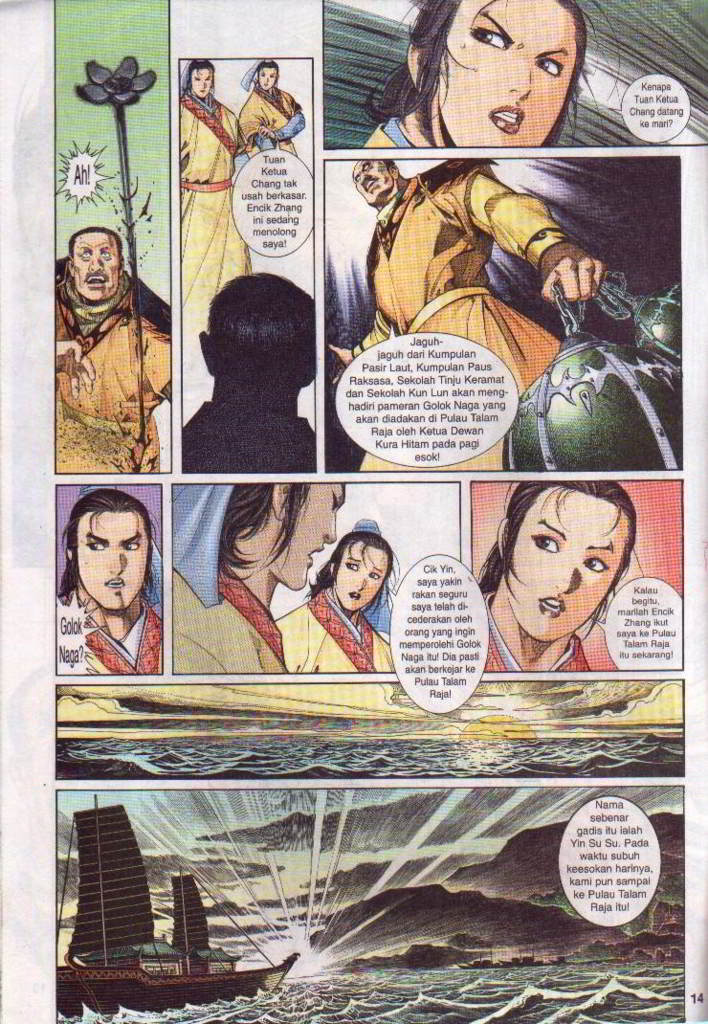 Ah!
Tuan
Ketua
Chang tak
usah berkasar.
Encik Zhang
ini sedang
menolong
saya!
Kenapa
Tuan Ketua
Chang datang
ke mari?
Jaguh-
jaguh dari Kumpulan
Pasir Laut, Kumpulan Paus
Raksasa, Sekolah Tinju Keramat
dan Sekolah Kun Lun akan meng-
hadiri pameran Golok Naga yang
akan diadakan di Pulau Talam
Raja oleh Ketua Dewan
Kura Hitam pada pagi
esok!
Golok
Naga?
Cik Yin,
saya yakin
rakan seguru
saya telah di-
cederakan oleh
orang yang ingin
memperolehi Golok
Naga itu! Dia pasti
akan berkejar ke
Pulau Talam
Raja!
Kalau
begitu,
marilah Encik
Zhang ikut
saya ke Pulau
Talam Raja
itu sekarang!
Nama
sebenar
gadis itu ialah
Yin Su Su. Pada
waktu subuh
keesokan harinya,
kami pun sampai
ke Pulau Talam
Raja itu!
14